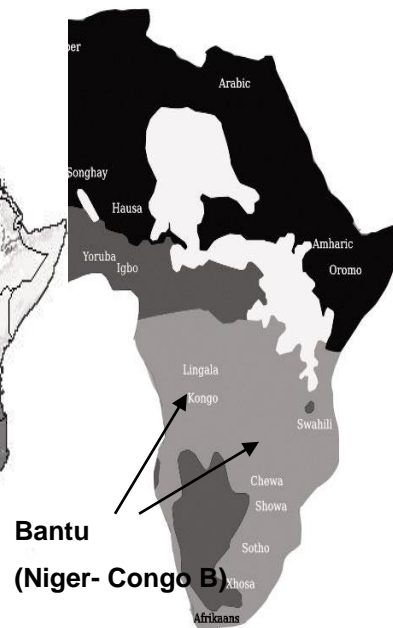 ber
Arabic
Songhay
Hausa
Amharic
Yoruba
Igbo
Oromo
Lingala
Kongo
Swahili
Chewa
Showa
Bantu
Sotho
(Niger- Congo B)
Xhosa
Afrikaans